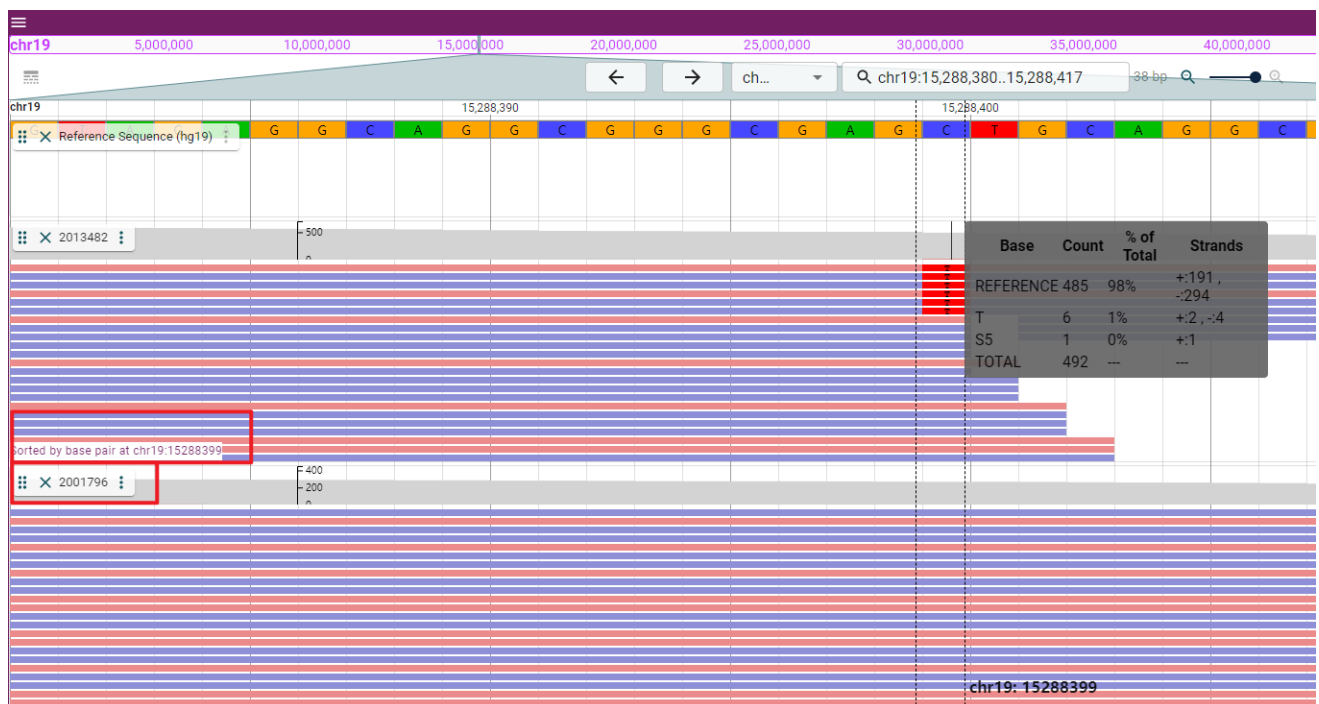 chr19 5,000,000 10,000,000 15,000,000 20,000,000 25,000,000 30,000,000 35,000,000 40,000,000
ch... chr19:15,288,380..15,288,417 38 bp
chr19 15,288,390 15,288,400
Reference Sequence (hg19) G G C A G G C G G G C G A G C T G C A G G C
2013482 500
0
Base Count % of Total Strands
REFERENCE 485 98% +:191 , -:294
T 6 1% +:2 , -:4
S5 1 0% +:1
TOTAL 492 --- ---
T
T
T
T
T
T
Sorted by base pair at chr19:15288399
400
2001796 200
0
chr19: 15288399